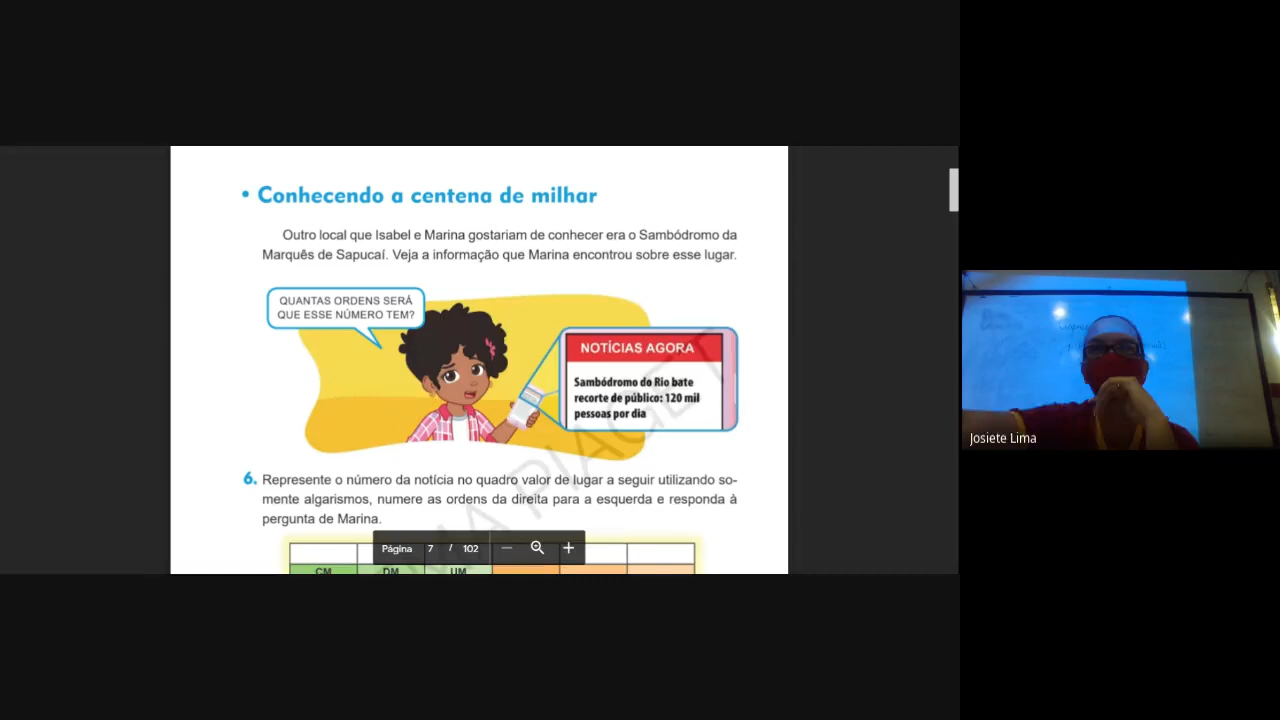 • Conhecendo a centena de milhar
Outro local que Isabel e Marina gostariam de conhecer era o Sambódromo da
Marquês de Sapucaí. Veja a informação que Marina encontrou sobre esse lugar.
QUANTAS ORDENS SERÁ
QUE ESSE NÚMERO TEM?
NOTÍCIAS AGORA
Sambódromo do Rio bate
recorte de público: 120 mil
pessoas por dia
6. Represente o número da notícia no quadro valor de lugar a seguir utilizando so-
mente algarismos, numere as ordens da direita para a esquerda e responda à
pergunta de Marina.
Página 7 / 102
CM DM UM
PIAGET
Josiete Lima